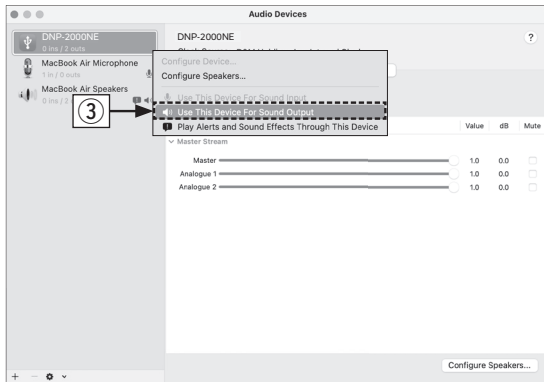 Audio Devices
DNP-2000NE
0 ins / 2 outs
MacBook Air Microphone
1 in / 0 outs
MacBook Air Speakers
0 ins / 2
③
DNP-2000NE
?
Configure Device...
Configure Speakers...
Use This Device For Sound Input
Use This Device For Sound Output
Play Alerts and Sound Effects Through This Device
Value dB Mute
Master Stream
Master 1.0 0.0
Analogue 1 1.0 0.0
Analogue 2 1.0 0.0
Configure Speakers...